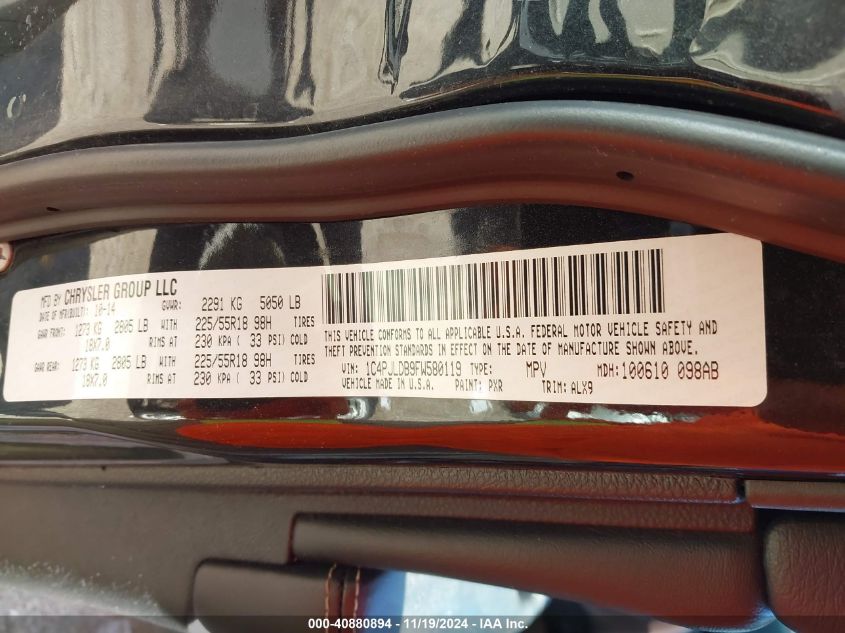 MFD BY CHRYSLER GROUP LLC
DATE OF MFR(BUILT): 10-14 GVWR: 2291 KG 5050 LB
GAWR FRONT: 1273 KG 2805 LB WITH 225/55R18 98H TIRES
18X7.0 RIMS AT 230 KPA ( 33 PSI) COLD
GAWR REAR: 1273 KG 2805 LB WITH 225/55R18 98H TIRES
18X7.0 RIMS AT 230 KPA ( 33 PSI) COLD
THIS VEHICLE CONFORMS TO ALL APPLICABLE U.S.A. FEDERAL MOTOR VEHICLE SAFETY AND
THEFT PREVENTION STANDARDS IN EFFECT ON THE DATE OF MANUFACTURE SHOWN ABOVE.
VIN: 1C4PJLDB9FW580119 TYPE: MPV MDH: 100610 098AB
VEHICLE MADE IN U.S.A. PAINT: PXR TRIM: ALX9
000-40880894 - 11/19/2024 - IAA Inc.